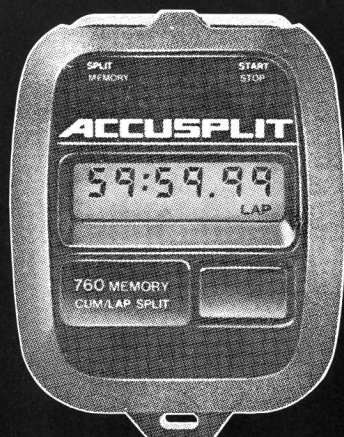 SPLIT START
MEMORY STOP
ACCUSPLIT
59:59.99
LAP
760 MEMORY
CUM/LAP SPLIT